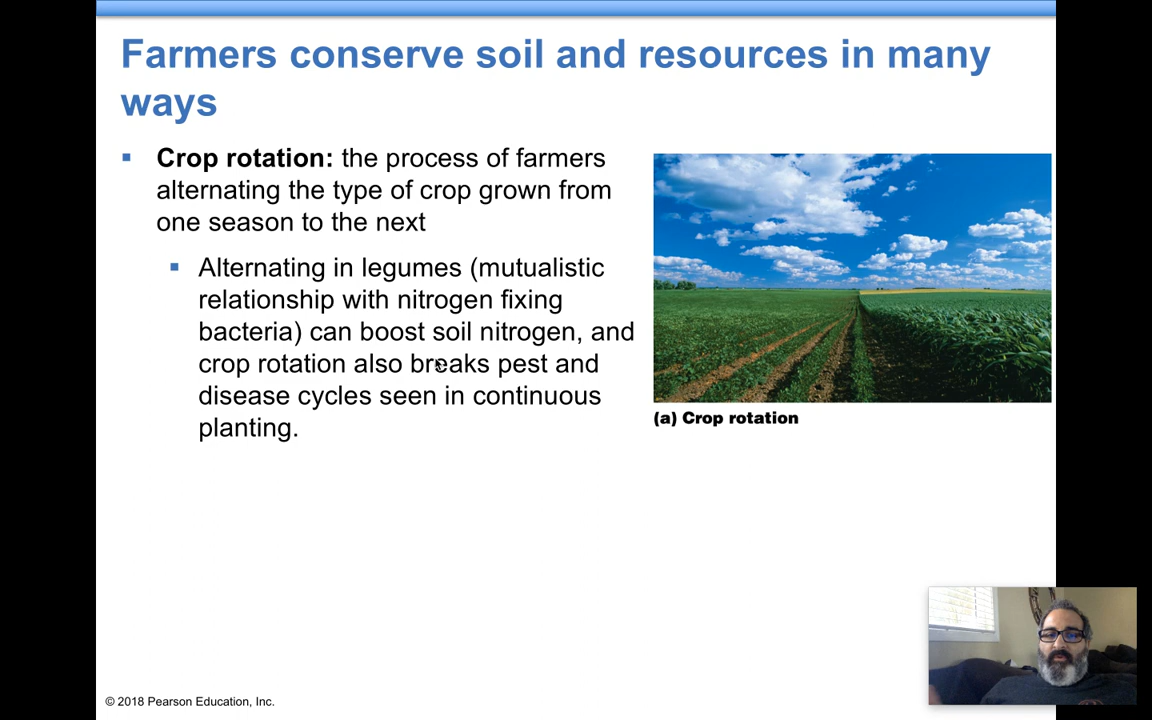 Farmers conserve soil and resources in many
ways
Crop rotation: the process of farmers
alternating the type of crop grown from
one season to the next
Alternating in legumes (mutualistic
relationship with nitrogen fixing
bacteria) can boost soil nitrogen, and
crop rotation also breaks pest and
disease cycles seen in continuous
planting.
(a) Crop rotation
© 2018 Pearson Education, Inc.